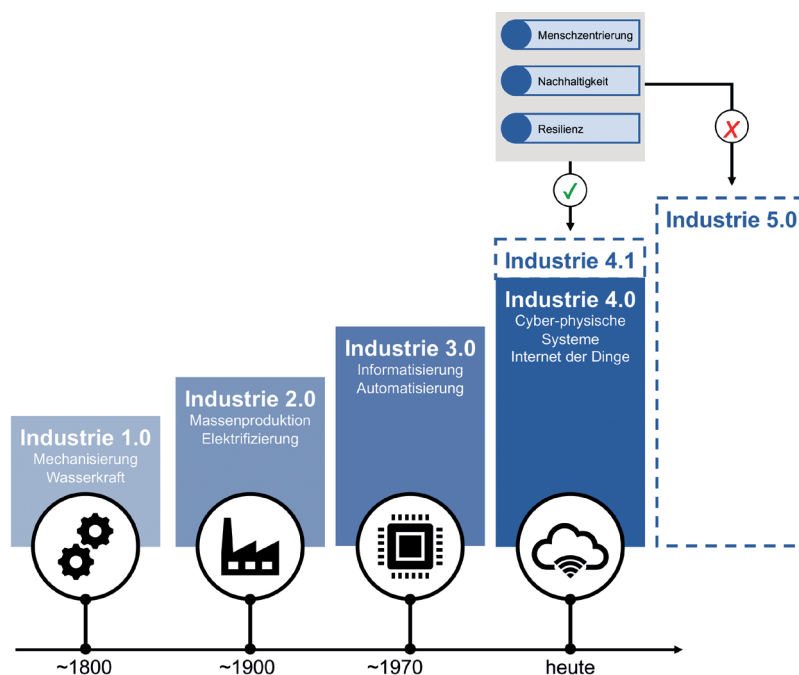 Menschzentrierung
Nachhaltigkeit
Resilienz
X
✓
Industrie 5.0
Industrie 4.1
Industrie 4.0
Cyber-physische
Systeme
Internet der Dinge
Industrie 3.0
Informatisierung
Automatisierung
Industrie 2.0
Massenproduktion
Elektrifizierung
Industrie 1.0
Mechanisierung
Wasserkraft
~1800
~1900
~1970
heute